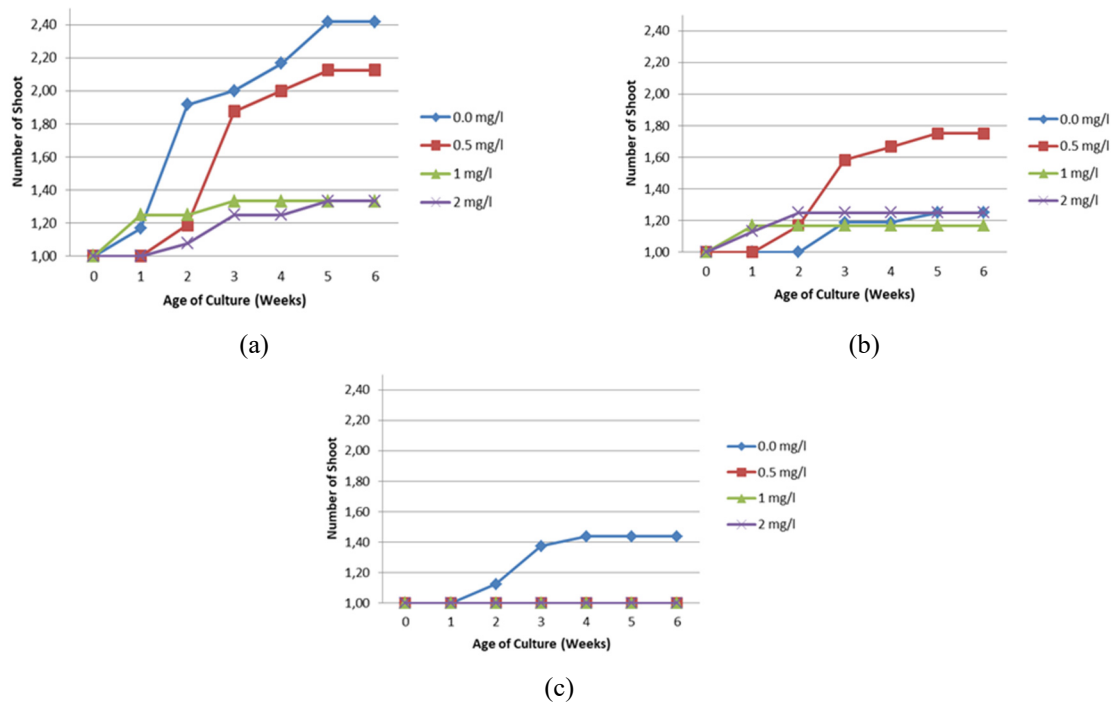 2,40
2,20
2,00
1,80
1,60
1,40
1,20
1,00
Number of Shoot
0 1 2 3 4 5 6
Age of Culture (Weeks)
0.0 mg/l
0.5 mg/l
1 mg/l
2 mg/l
(a)
2,40
2,20
2,00
1,80
1,60
1,40
1,20
1,00
Number of Shoot
0 1 2 3 4 5 6
Age of Culture (Weeks)
0.0 mg/l
0.5 mg/l
1 mg/l
2 mg/l
(b)
2,40
2,20
2,00
1,80
1,60
1,40
1,20
1,00
Number of Shoot
0 1 2 3 4 5 6
Age of Culture (Weeks)
0.0 mg/l
0.5 mg/l
1 mg/l
2 mg/l
(c)